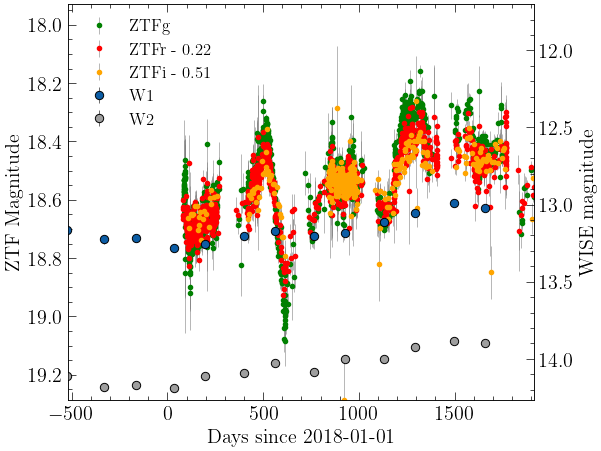 ZTFg
ZTFr - 0.22
ZTFi - 0.51
W1
W2
18.0
18.2
18.4
18.6
18.8
19.0
19.2
ZTF Magnitude
12.0
12.5
13.0
13.5
14.0
WISE magnitude
−500 0 500 1000 1500
Days since 2018-01-01